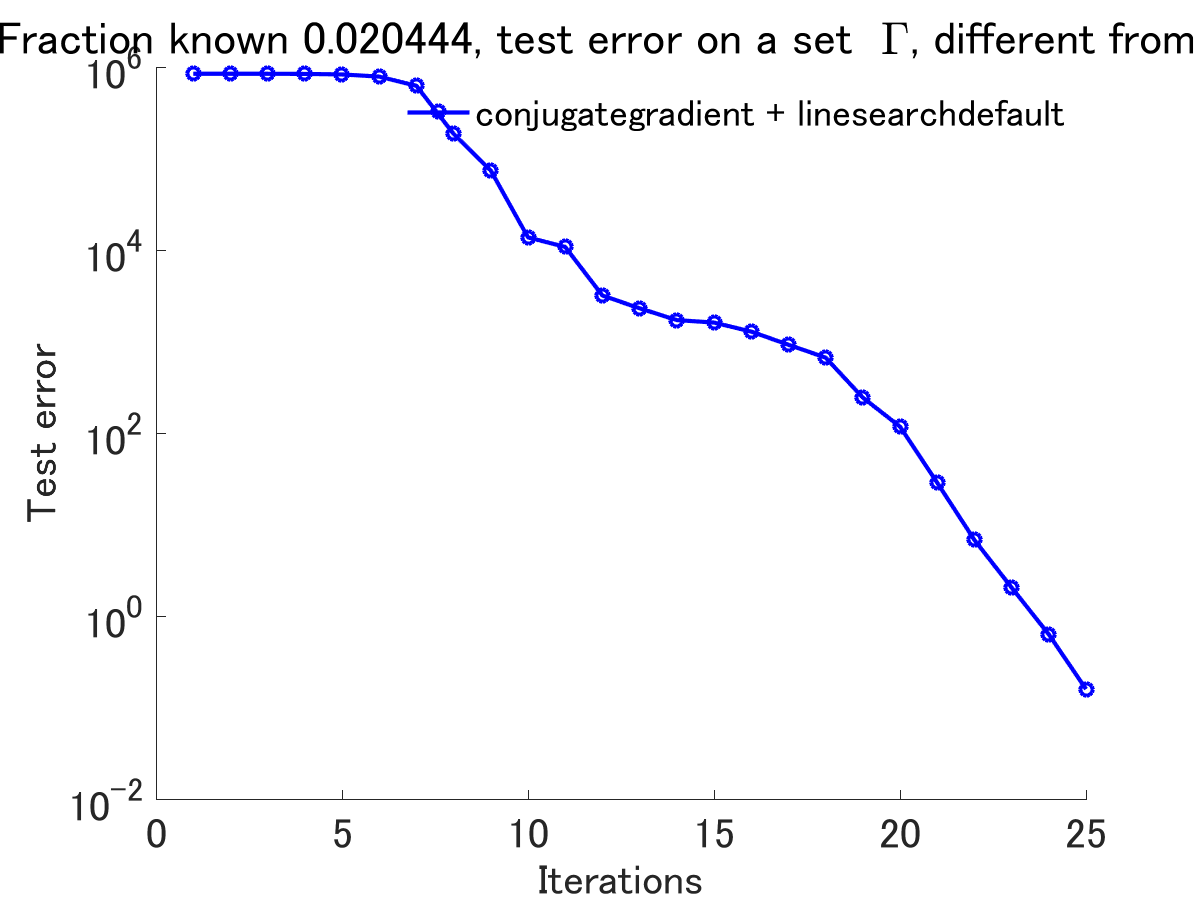 Fraction known 0.020444, test error on a set Γ, different from
conjugategradient + linesearchdefault
10^6
10^4
10^2
10^0
10^-2
Test error
0 5 10 15 20 25
Iterations